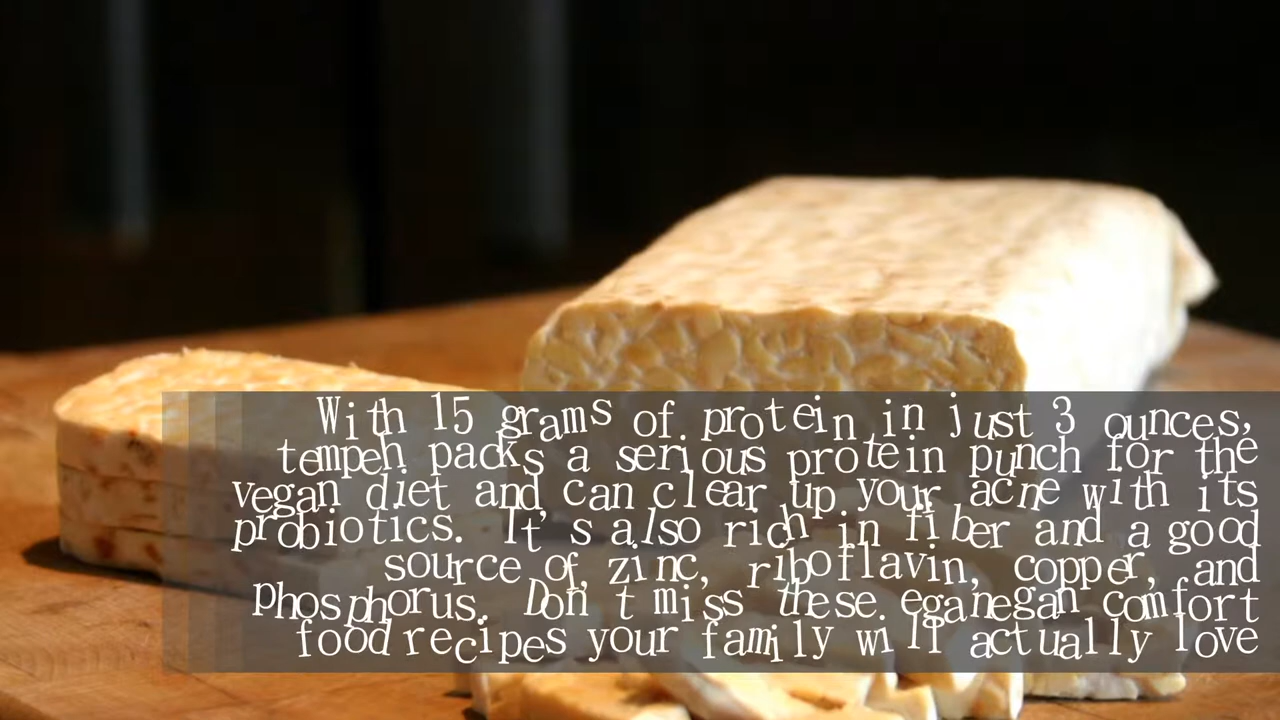 With 15 grams of protein in just 3 ounces,
tempeh packs a serious protein punch for the
vegan diet and can clear up your acne with its
probiotics. It's also rich in fiber and a good
source of zinc, riboflavin, copper, and
phosphorus. Don't miss these eganegan comfort
food recipes your family will actually love